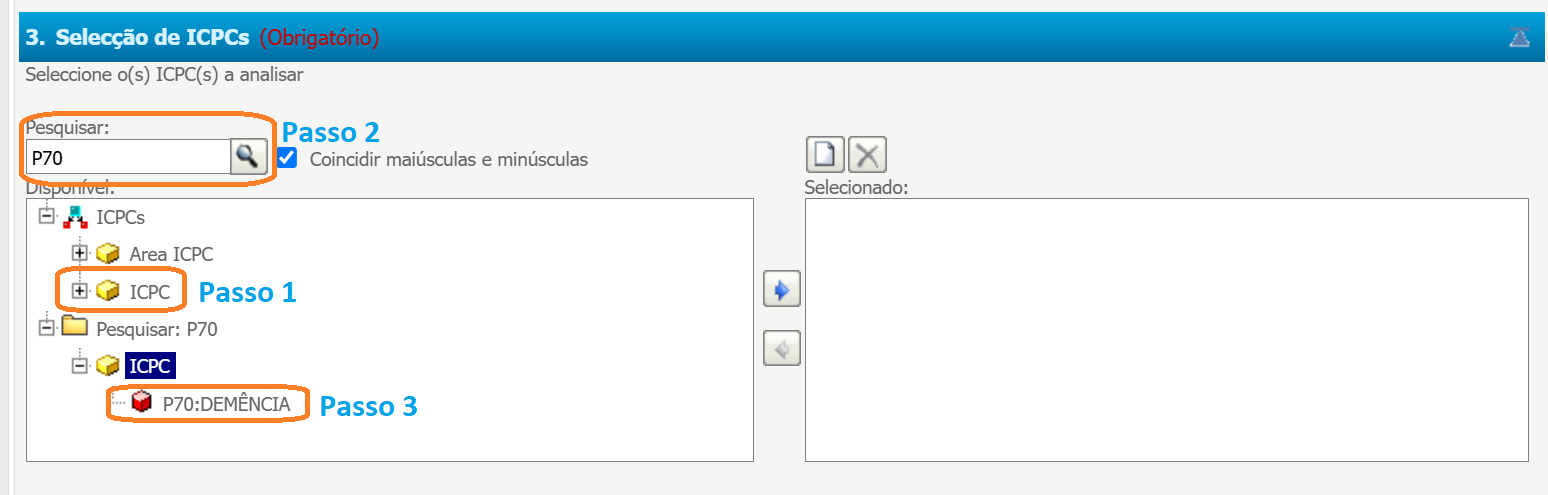 3. Selecção de ICPCs (Obrigatório)
Seleccione o(s) ICPC(s) a analisar
Pesquisar:
Passo 2
P70
Coincidir maiúsculas e minúsculas
Disponível:
Selecionado:
ICPCs
Area ICPC
ICPC
Passo 1
Pesquisar: P70
ICPC
P70:DEMÊNCIA
Passo 3